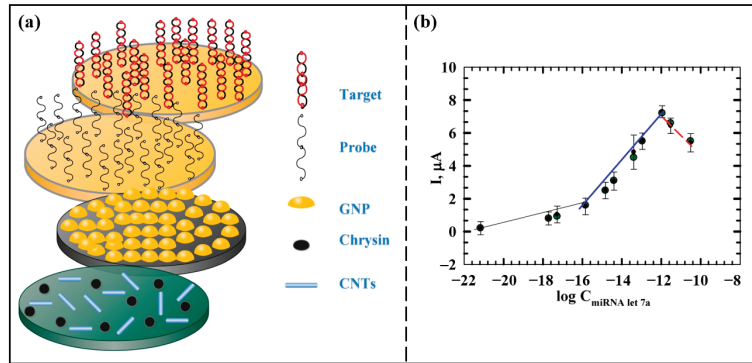 (a)
Target
Probe
GNP
Chrysin
CNTs
(b)
I, µA
10
8
6
4
2
0
−2
−22 −20 −18 −16 −14 −12 −10 −8
log C miRNA let 7a